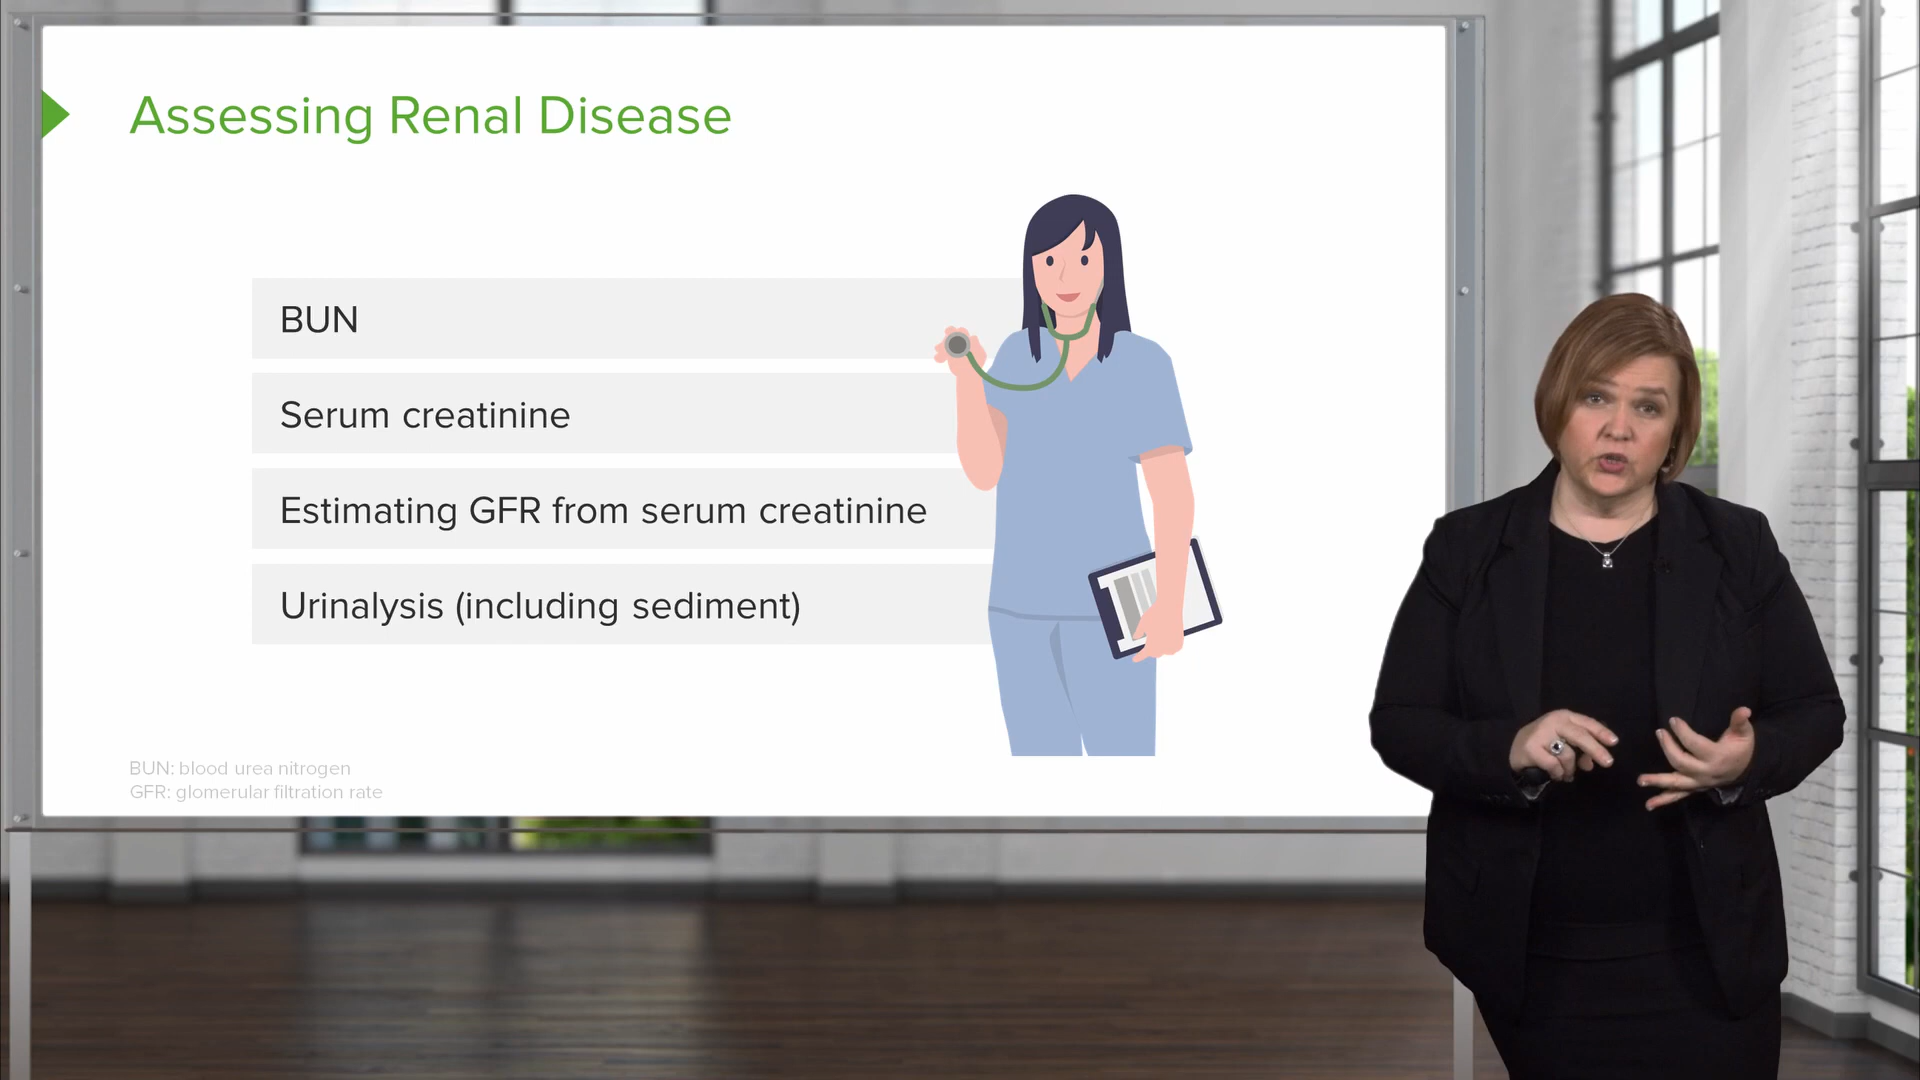 Assessing Renal Disease
BUN
Serum creatinine
Estimating GFR from serum creatinine
Urinalysis (including sediment)
BUN: blood urea nitrogen
GFR: glomerular filtration rate